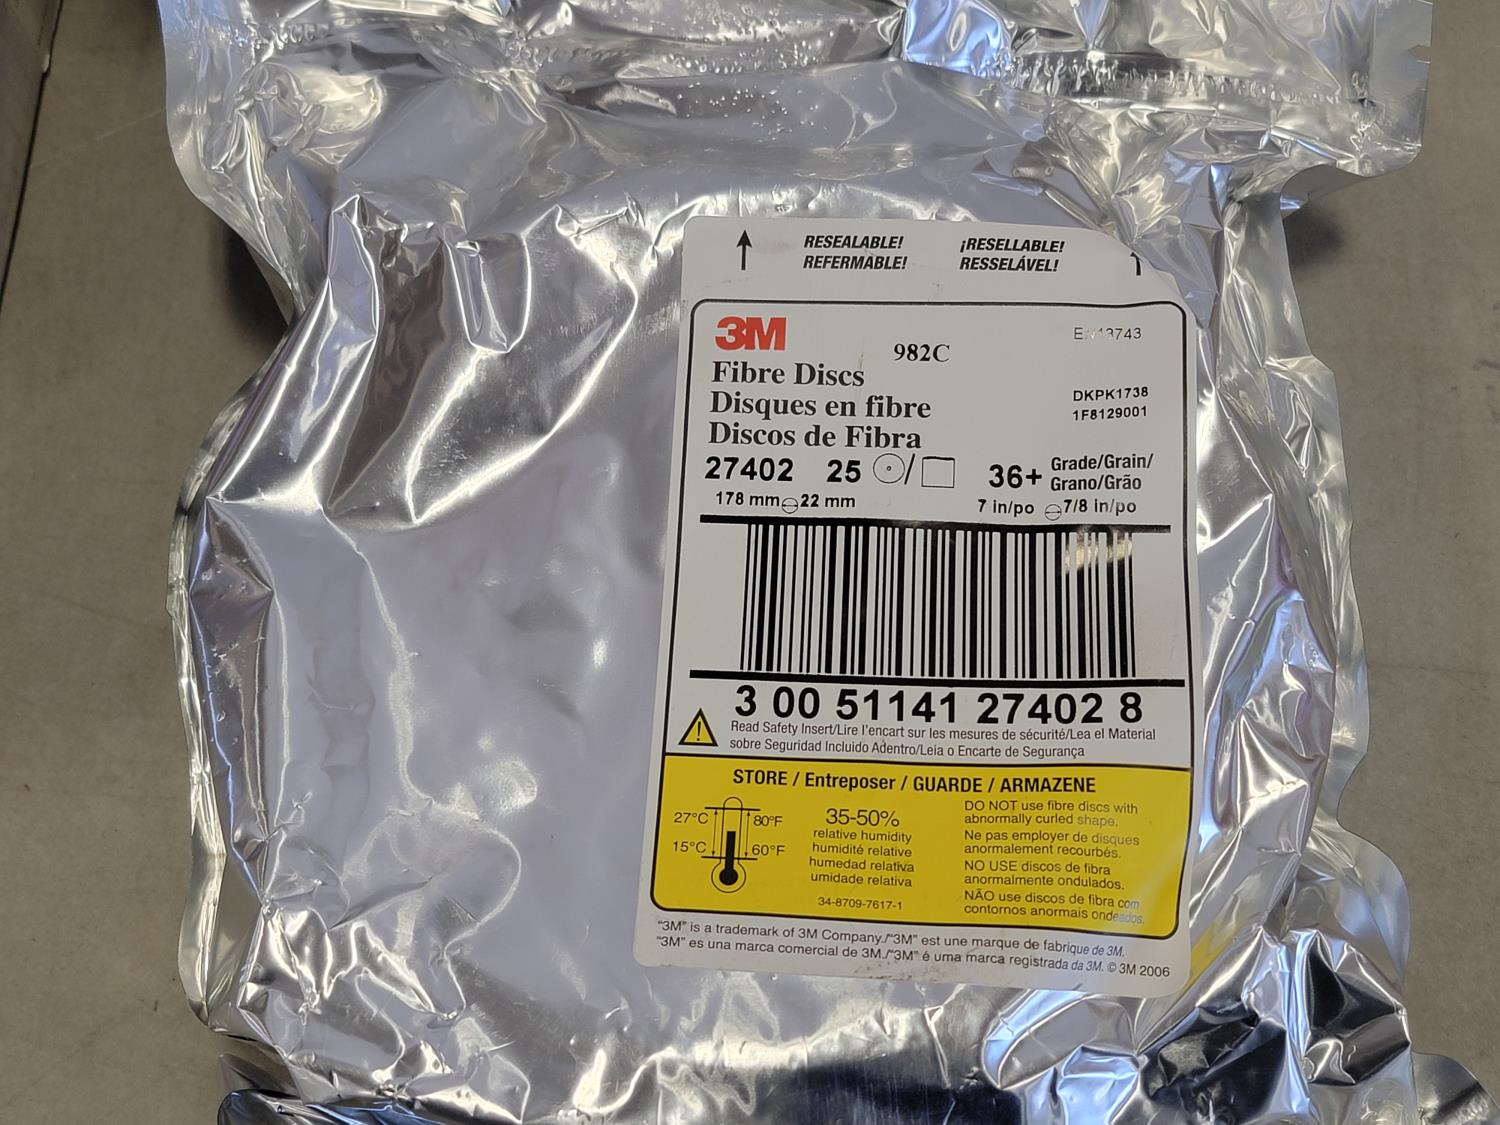 RESEALABLE! ¡RESELLABLE!
REFERMABLE! RESSELÁVEL!
3M 982C EN13743
Fibre Discs
Disques en fibre DKPK1738
Discos de Fibra 1F8129001
27402 25 / 36+ Grade/Grain/
Grano/Grão
178 mm 22 mm 7 in/po 7/8 in/po
3 00 51141 27402 8
Read Safety Insert/Lire l'encart sur les mesures de sécurité/Lea el Material
sobre Seguridad Incluido Adentro/Leia o Encarte de Segurança
STORE / Entreposer / GUARDE / ARMAZENE
27°C 80°F
15°C 60°F
35-50%
relative humidity
humidité relative
humedad relativa
umidade relativa
34-8709-7617-1
DO NOT use fibre discs with
abnormally curled shape.
Ne pas employer de disques
anormalement recourbés.
NO USE discos de fibra
anormalmente ondulados.
NÃO use discos de fibra com
contornos anormais ondeados.
"3M" is a trademark of 3M Company./"3M" est une marque de fabrique de 3M.
"3M" es una marca comercial de 3M./"3M" é uma marca registrada da 3M. © 3M 2006